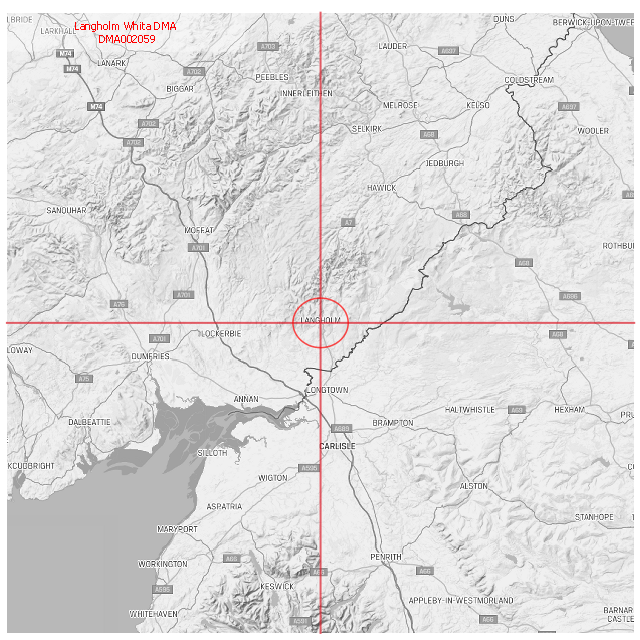 DUNS
BERWICK-UPON-TWEE
LBRIDE
Langholm Whita DMA
LARKHALL
DMA002059
LAUDER
A703
A697
M74
LANARK
M74
A702
PEEBLES
COLDSTREAM
BIGGAR
INNERLEITHEN
M74
MELROSE
KELSO
A697
A702
SELKIRK
WOOLER
A702
A68
JEDBURGH
HAWICK
SANQUHAR
A68
A7
MOFFAT
ROTHBU
A701
A68
A701
A696
A76
LANGHOLM
LOCKERBIE
A68
A701
LOWAY
DUMFRIES
A75
LONGTOWN
ANNAN
HALTWHISTLE
A69
HEXHAM
DALBEATTIE
BRAMPTON
A689
CARLISLE
SILLOTH
KCUDBRIGHT
A595
WIGTON
ALSTON
ASPATRIA
STANHOPE
MARYPORT
PENRITH
A66
WORKINGTON
A66
A66
KESWICK
A595
APPLEBY-IN-WESTMORLAND
WHITEHAVEN
A591
A66
BARNAR
CASTLE